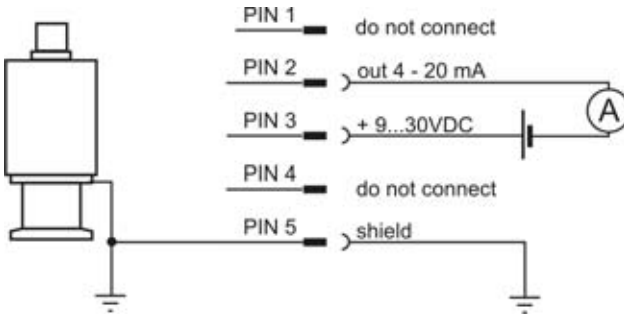 PIN 1 do not connect
PIN 2 out 4 - 20 mA
A
PIN 3 + 9...30VDC
PIN 4 do not connect
PIN 5 shield